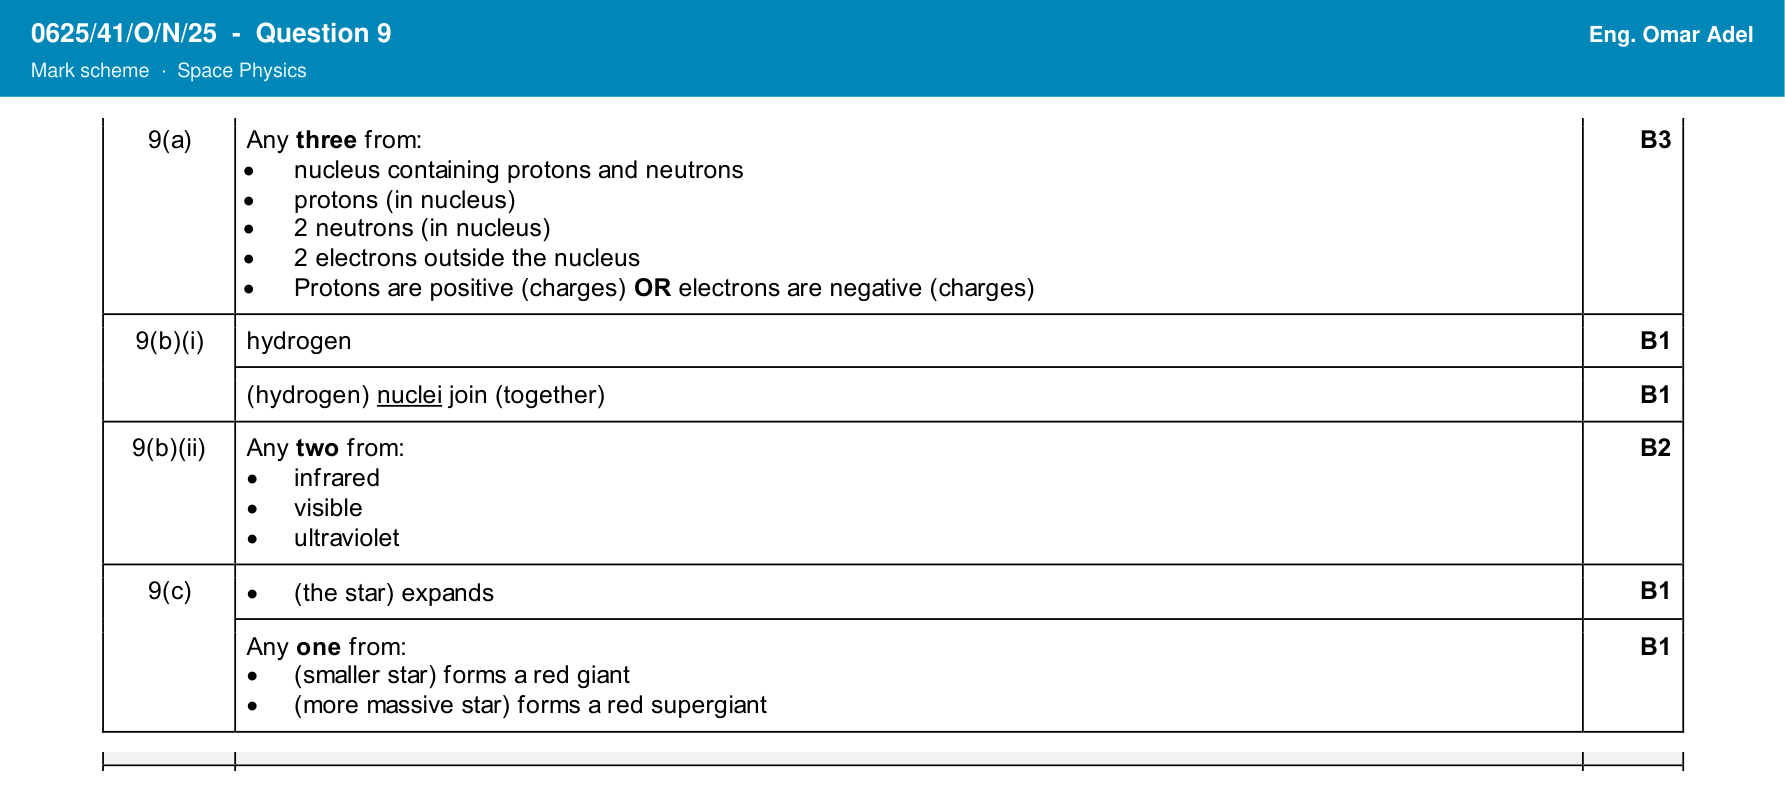 0625/41/O/N/25 - Question 9
Eng. Omar Adel
Mark scheme · Space Physics
9(a) Any three from: B3
• nucleus containing protons and neutrons
• protons (in nucleus)
• 2 neutrons (in nucleus)
• 2 electrons outside the nucleus
• Protons are positive (charges) OR electrons are negative (charges)
9(b)(i) hydrogen B1
(hydrogen) nuclei join (together) B1
9(b)(ii) Any two from: B2
• infrared
• visible
• ultraviolet
9(c) • (the star) expands B1
Any one from: B1
• (smaller star) forms a red giant
• (more massive star) forms a red supergiant